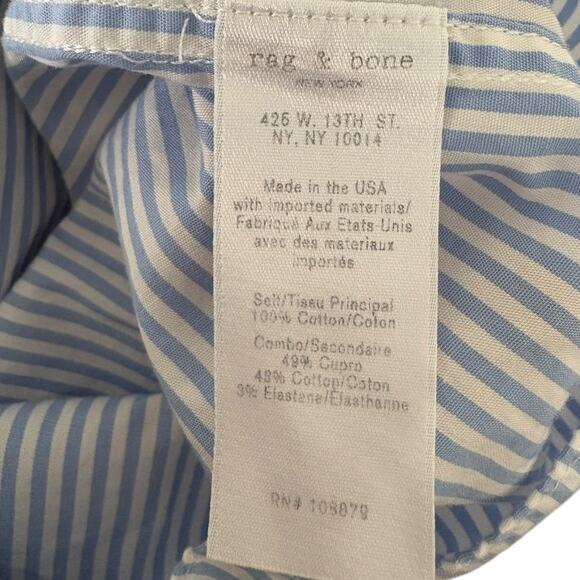 rag & bone
NEW YORK
426 W. 13TH ST.
NY, NY 10014
Made in the USA
with imported materials/
Fabriqué Aux Etats-Unis
avec des materiaux
importés
Self/Tissu Principal
100% Cotton/Coton
Combo/Secondaire
49% Cupro
48% Cotton/Coton
3% Elastane/Elasthanne
RN# 108879